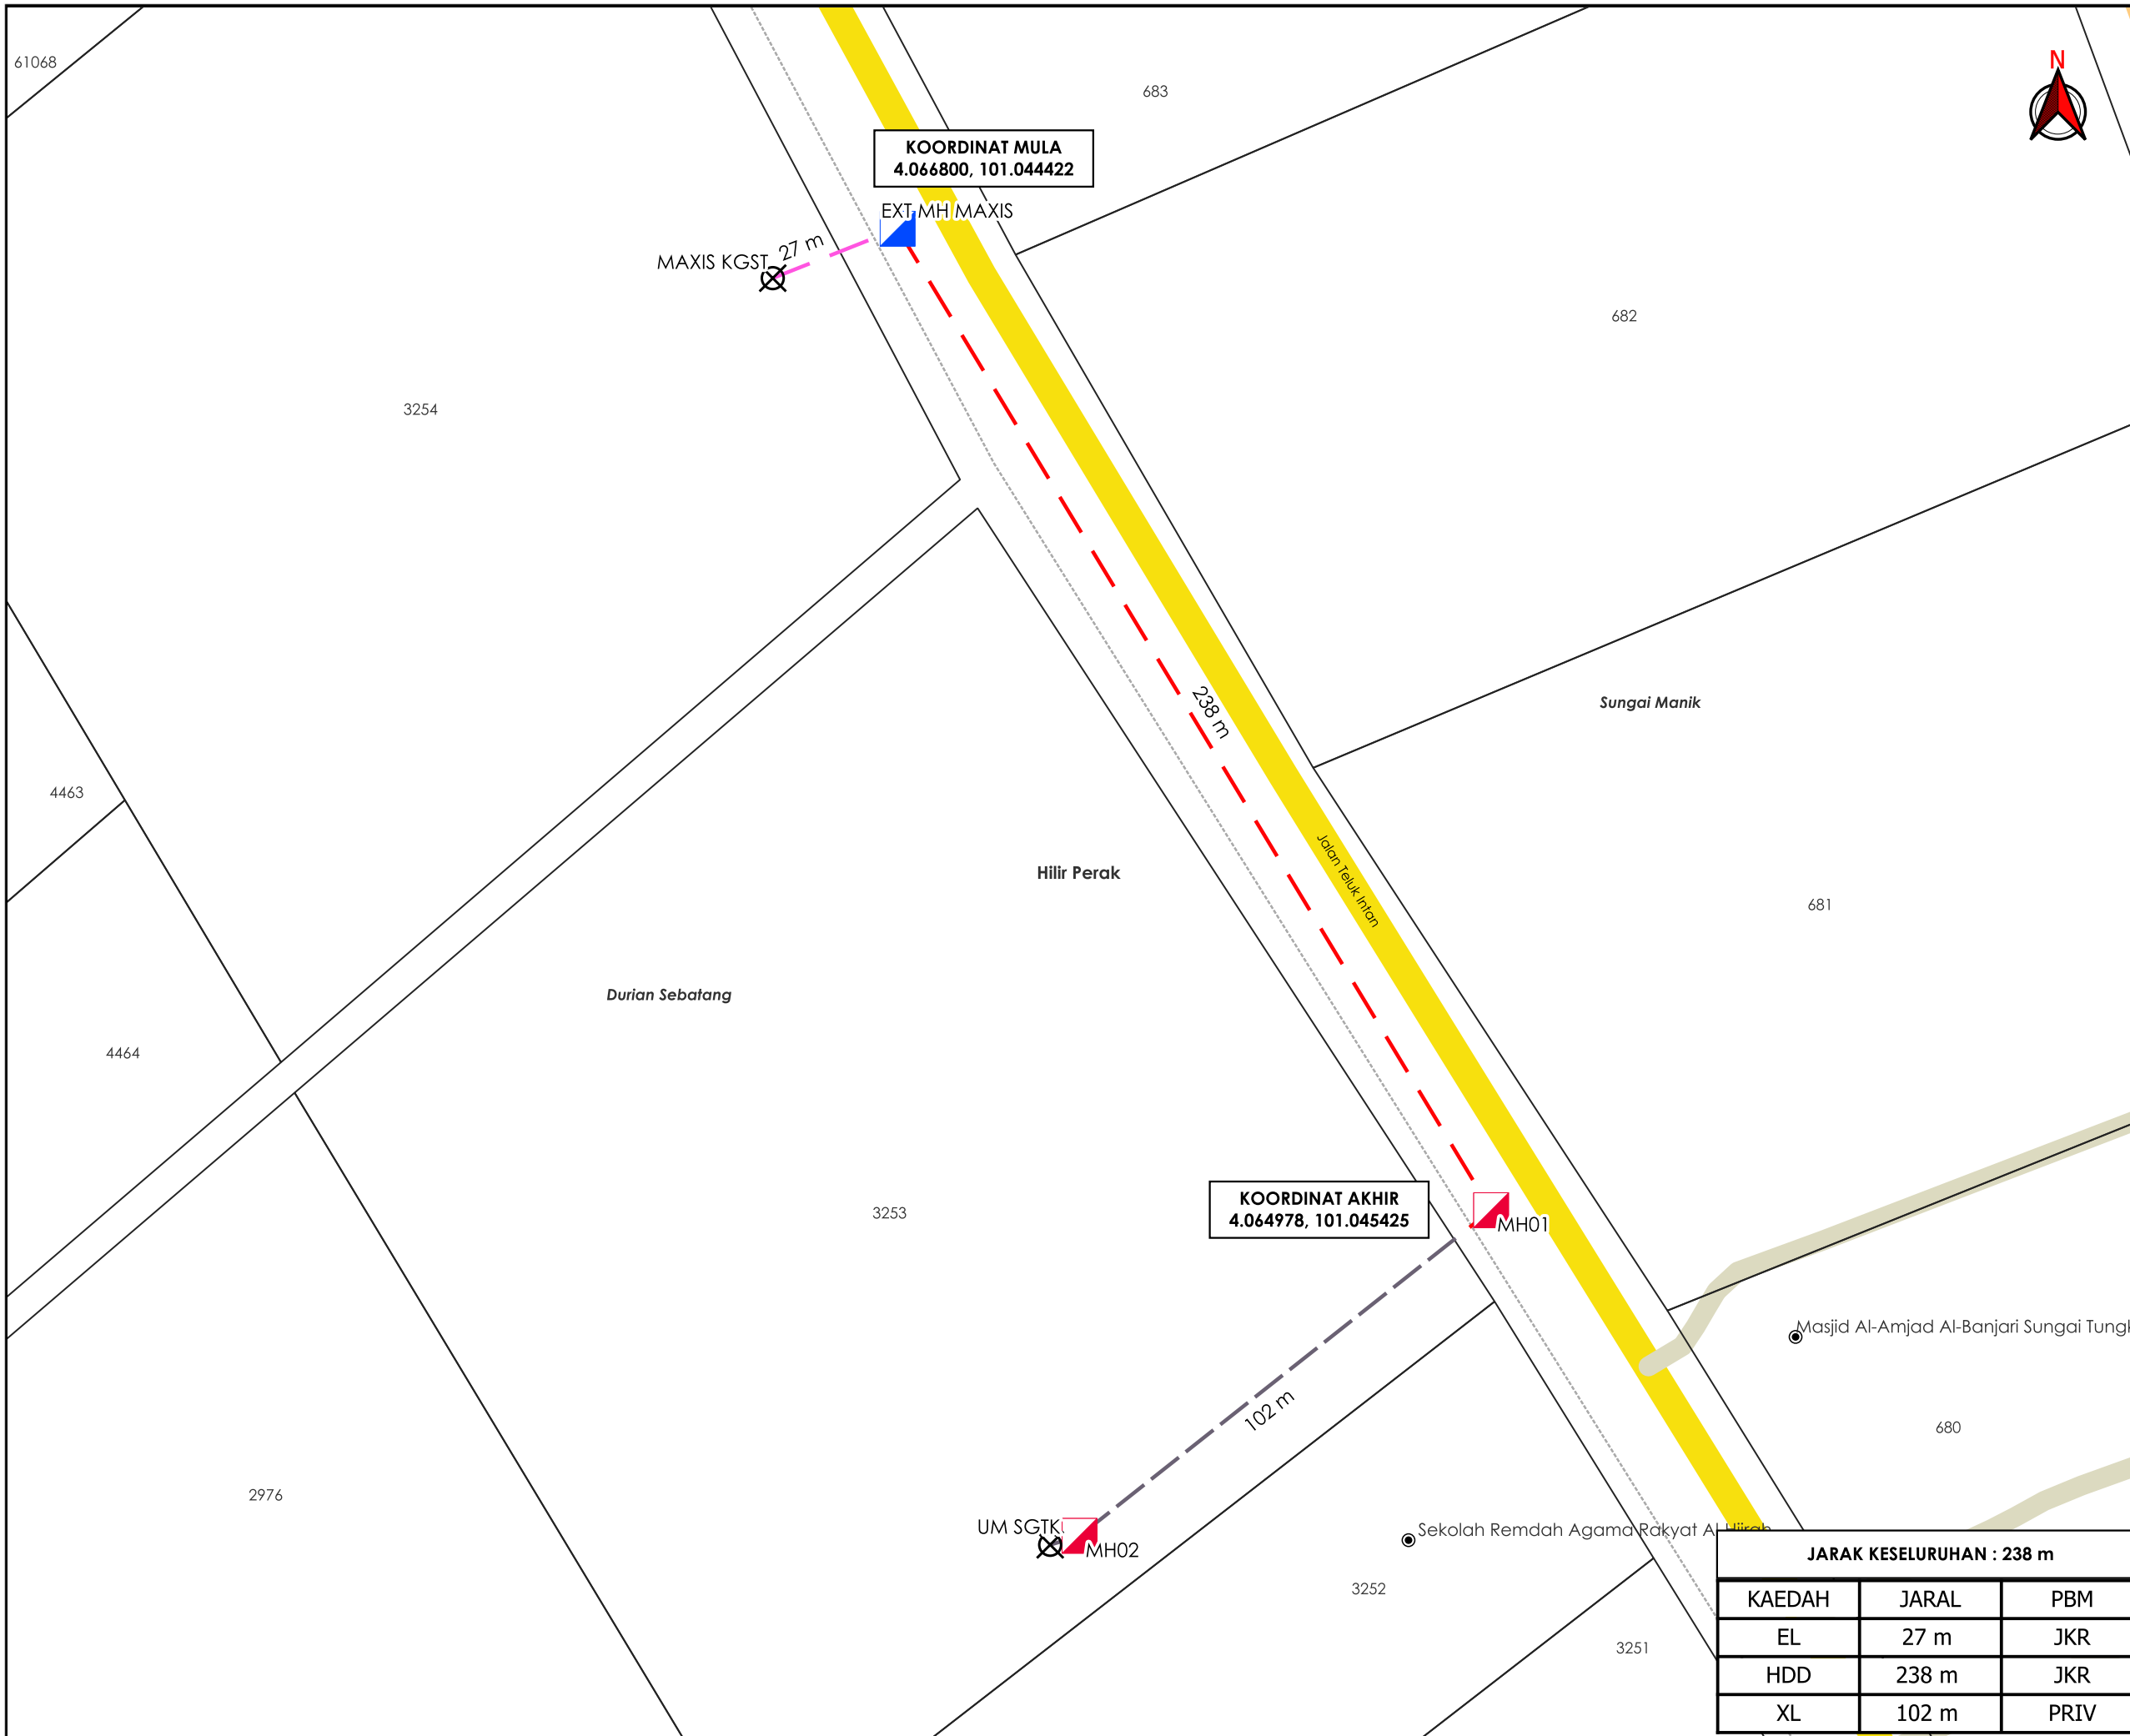 61068
683
N
KOORDINAT MULA
4.066800, 101.044422
EXT MH MAXIS
27 m
MAXIS KGST
682
3254
238 m
Sungai Manik
4463
Jalan Teluk Intan
Hilir Perak
681
Durian Sebatang
4464
KOORDINAT AKHIR
4.064978, 101.045425
3253
MH01
Masjid Al-Amjad Al-Banjari Sungai
102 m
680
2976
UM SGTK
MH02
Sekolah Remdah Agama Rakyat Al
3252
3251
JARAK KESELURUHAN : 238 m
KAEDAH JARAL PBM
EL 27 m JKR
HDD 238 m JKR
XL 102 m PRIV